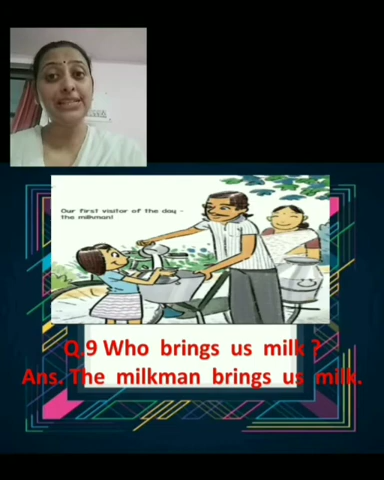 Our first visitor of the day -
the milkman!
Q.9 Who brings us milk ?
Ans. The milkman brings us milk.